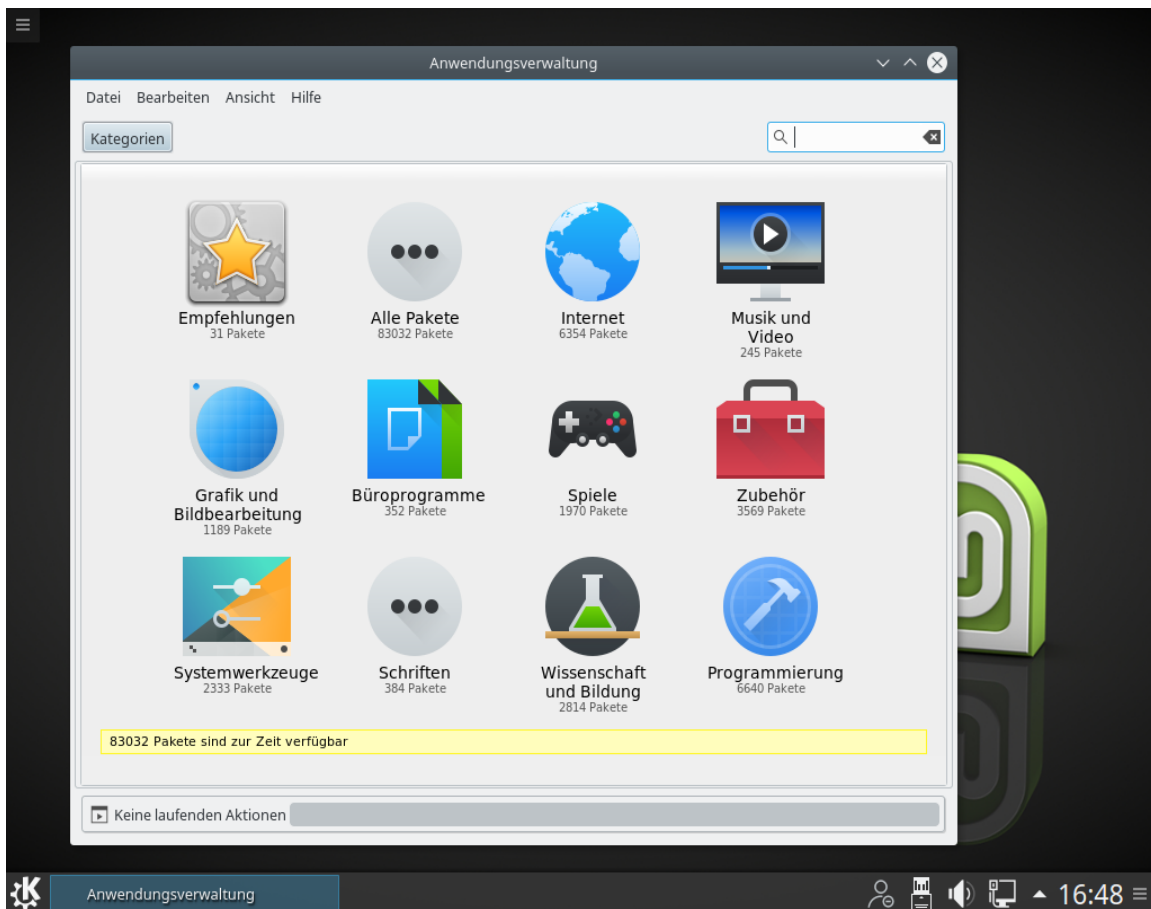 Anwendungsverwaltung
Datei Bearbeiten Ansicht Hilfe
Kategorien
Empfehlungen
31 Pakete
Alle Pakete
83032 Pakete
Internet
6354 Pakete
Musik und
Video
245 Pakete
Grafik und
Bildbearbeitung
1189 Pakete
Büroprogramme
352 Pakete
Spiele
1970 Pakete
Zubehör
3569 Pakete
Systemwerkzeuge
2333 Pakete
Schriften
384 Pakete
Wissenschaft
und Bildung
2814 Pakete
Programmierung
6640 Pakete
83032 Pakete sind zur Zeit verfügbar
Keine laufenden Aktionen
Anwendungsverwaltung
16:48